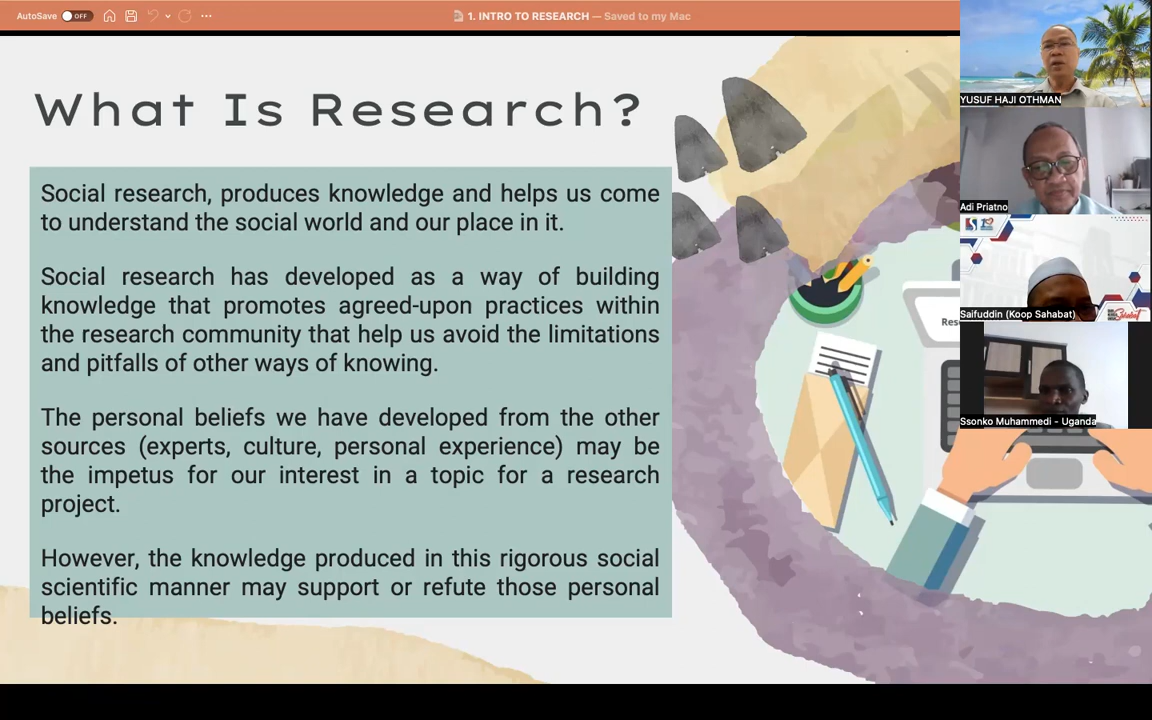 AutoSave OFF
1. INTRO TO RESEARCH — Saved to my Mac
What Is Research?
Social research, produces knowledge and helps us come
to understand the social world and our place in it.
Social research has developed as a way of building
knowledge that promotes agreed-upon practices within
the research community that help us avoid the limitations
and pitfalls of other ways of knowing.
The personal beliefs we have developed from the other
sources (experts, culture, personal experience) may be
the impetus for our interest in a topic for a research
project.
However, the knowledge produced in this rigorous social
scientific manner may support or refute those personal
beliefs.
YUSUF HAJI OTHMAN
Adi Priatno
Saifuddin (Koop Sahabat)
Ssonko Muhammedi - Uganda